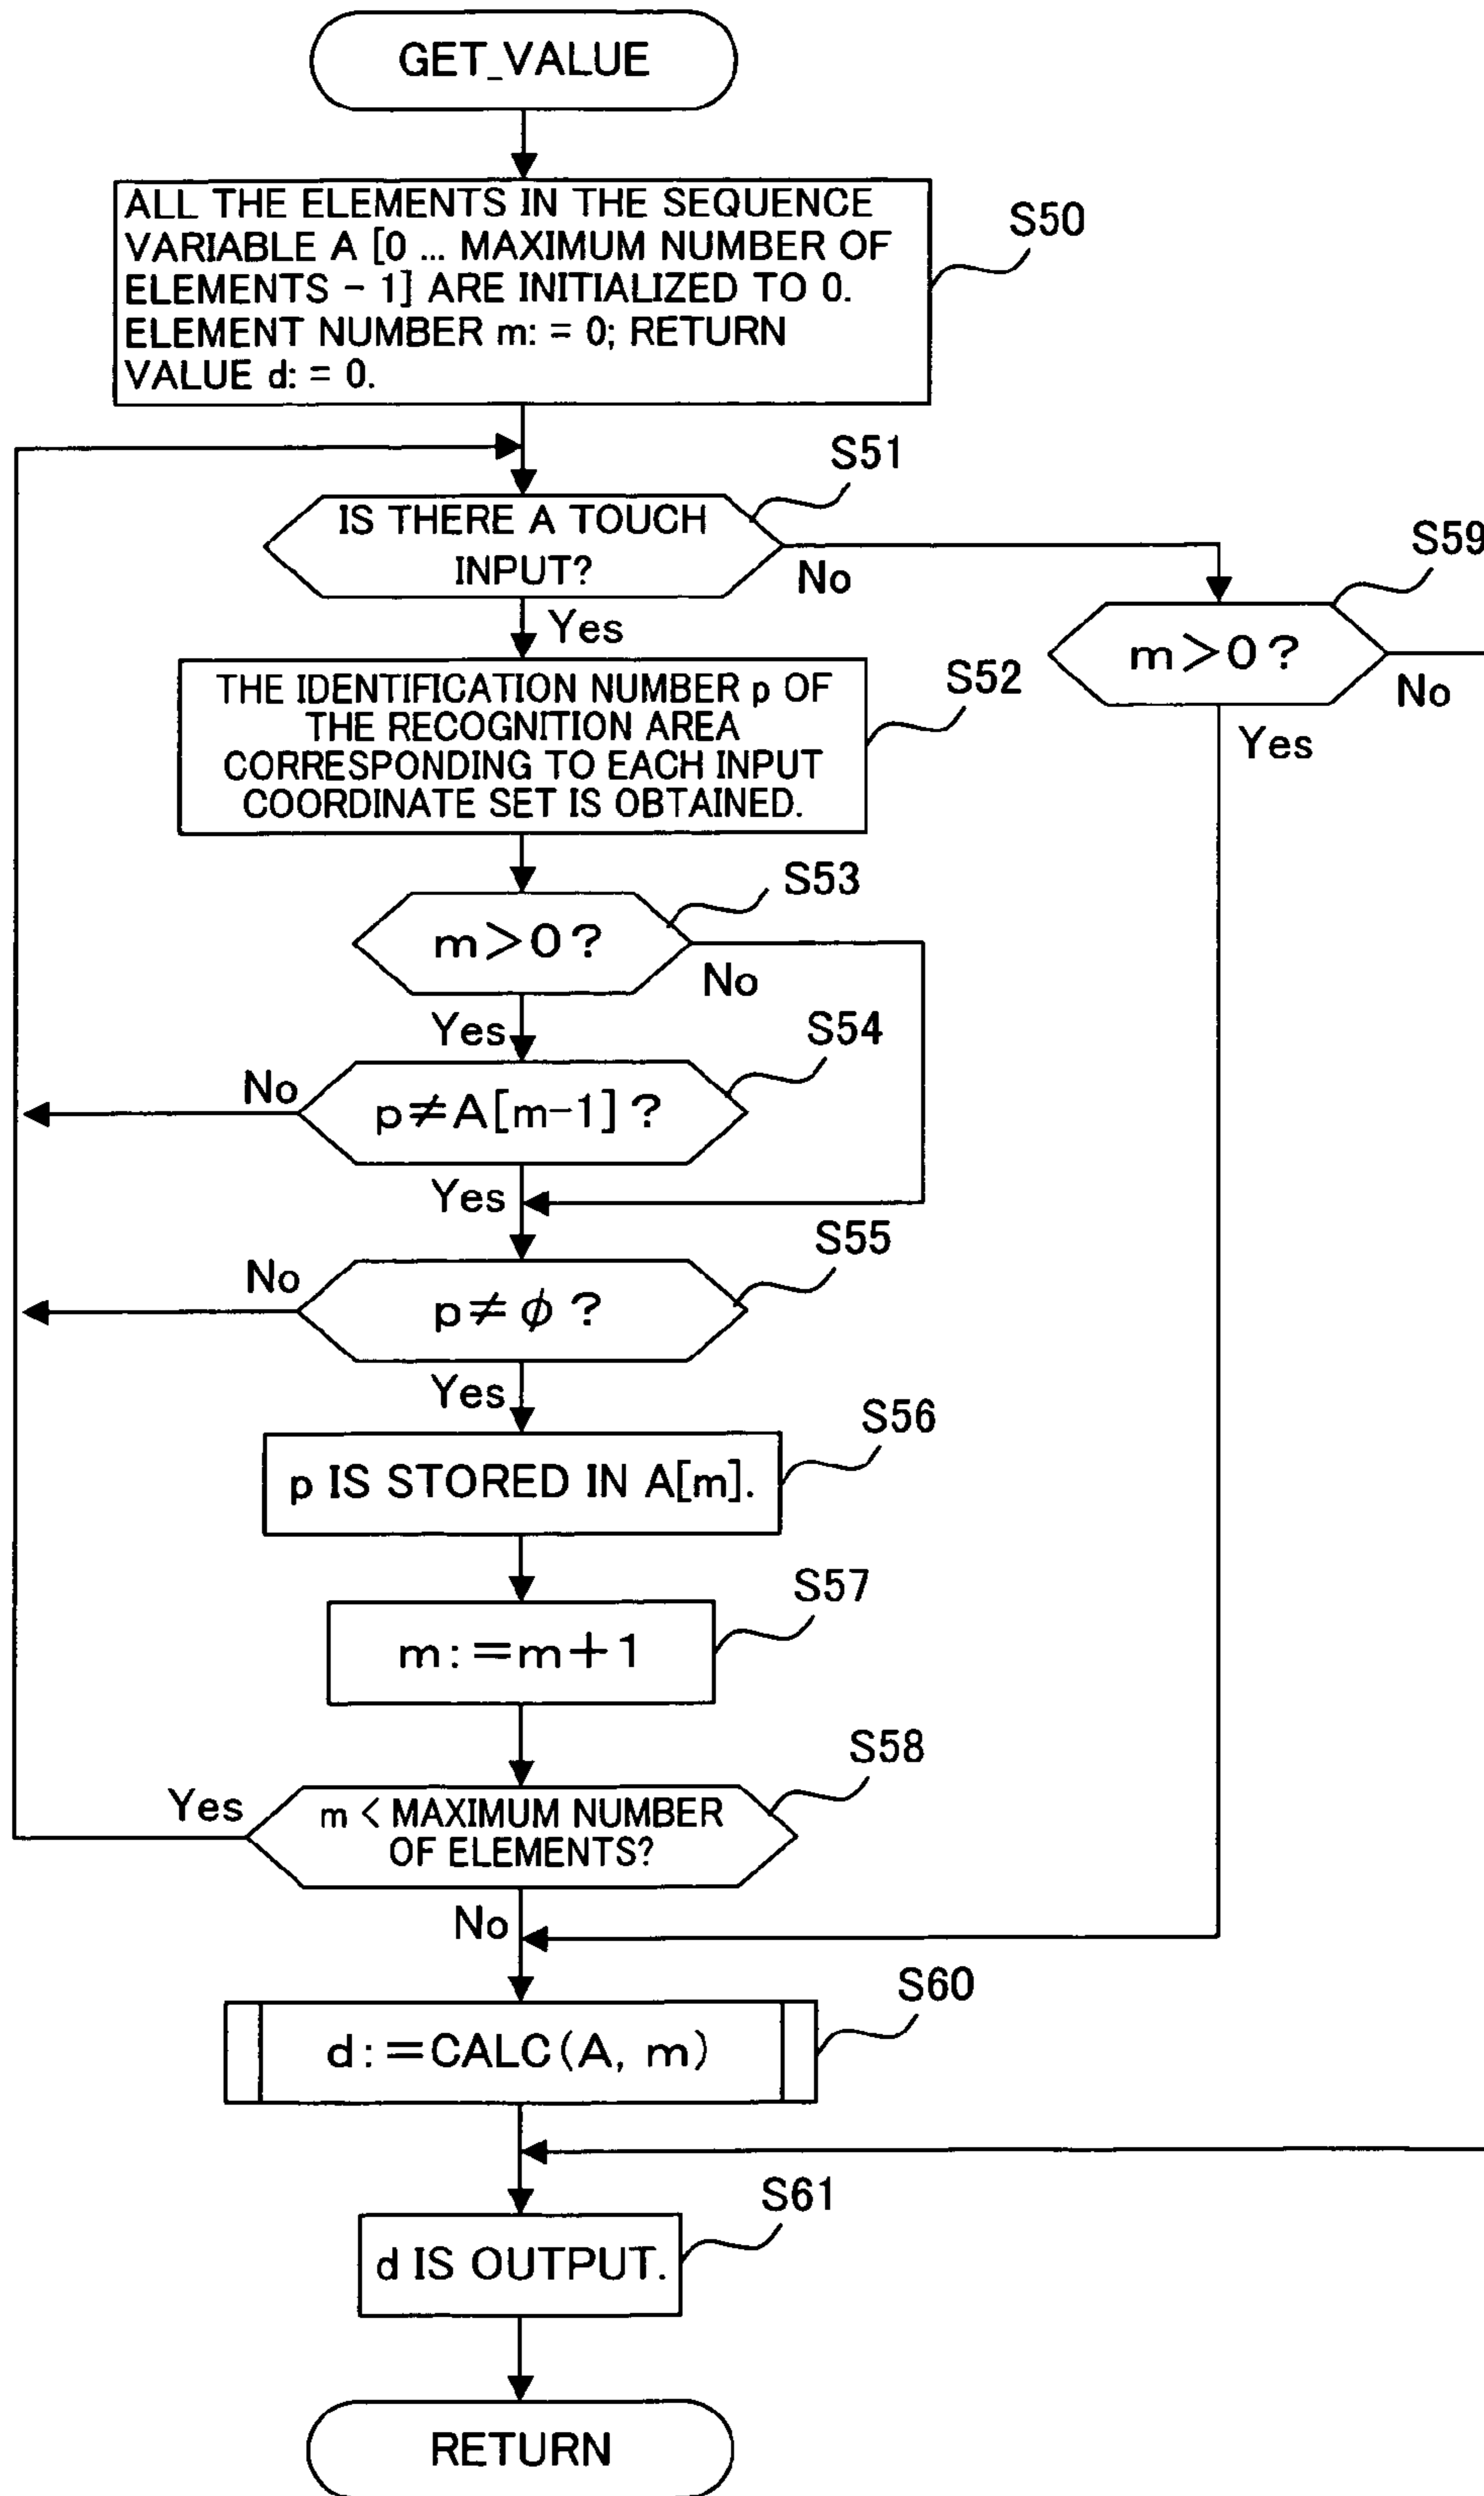 GET_VALUE
ALL THE ELEMENTS IN THE SEQUENCE
VARIABLE A [0 ... MAXIMUM NUMBER OF
ELEMENTS - 1] ARE INITIALIZED TO 0.
ELEMENT NUMBER m: = 0; RETURN
VALUE d: = 0.
S50
S51
IS THERE A TOUCH
INPUT?
No
Yes
S59
m>0?
No
Yes
THE IDENTIFICATION NUMBER p OF
THE RECOGNITION AREA
CORRESPONDING TO EACH INPUT
COORDINATE SET IS OBTAINED.
S52
S53
m>0?
No
Yes
S54
p≠A[m-1]?
No
Yes
S55
p≠ϕ?
No
Yes
S56
p IS STORED IN A[m].
S57
m:=m+1
S58
m < MAXIMUM NUMBER
OF ELEMENTS?
Yes
No
S60
d:=CALC(A, m)
S61
d IS OUTPUT.
RETURN